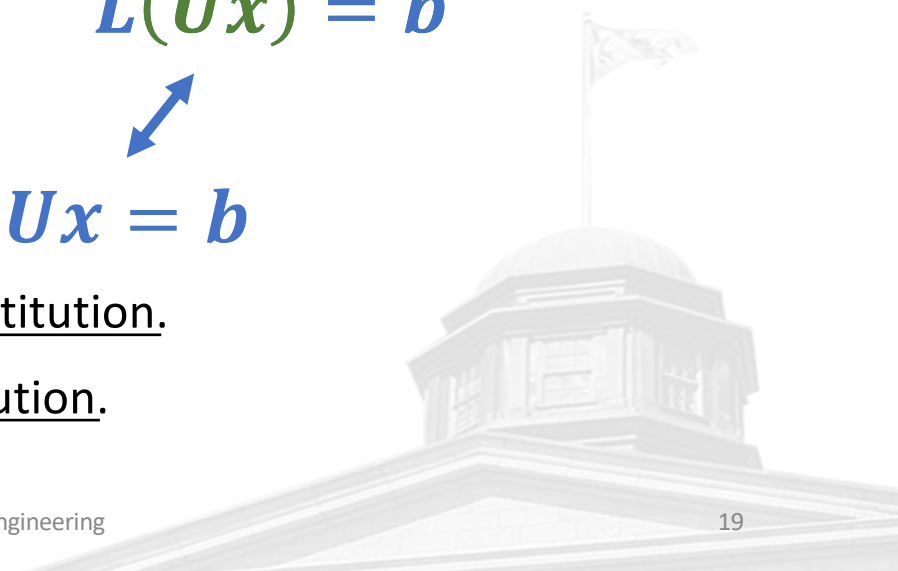 L(Ux) = b
Ux = b
titution.
ution.
ngineering
19